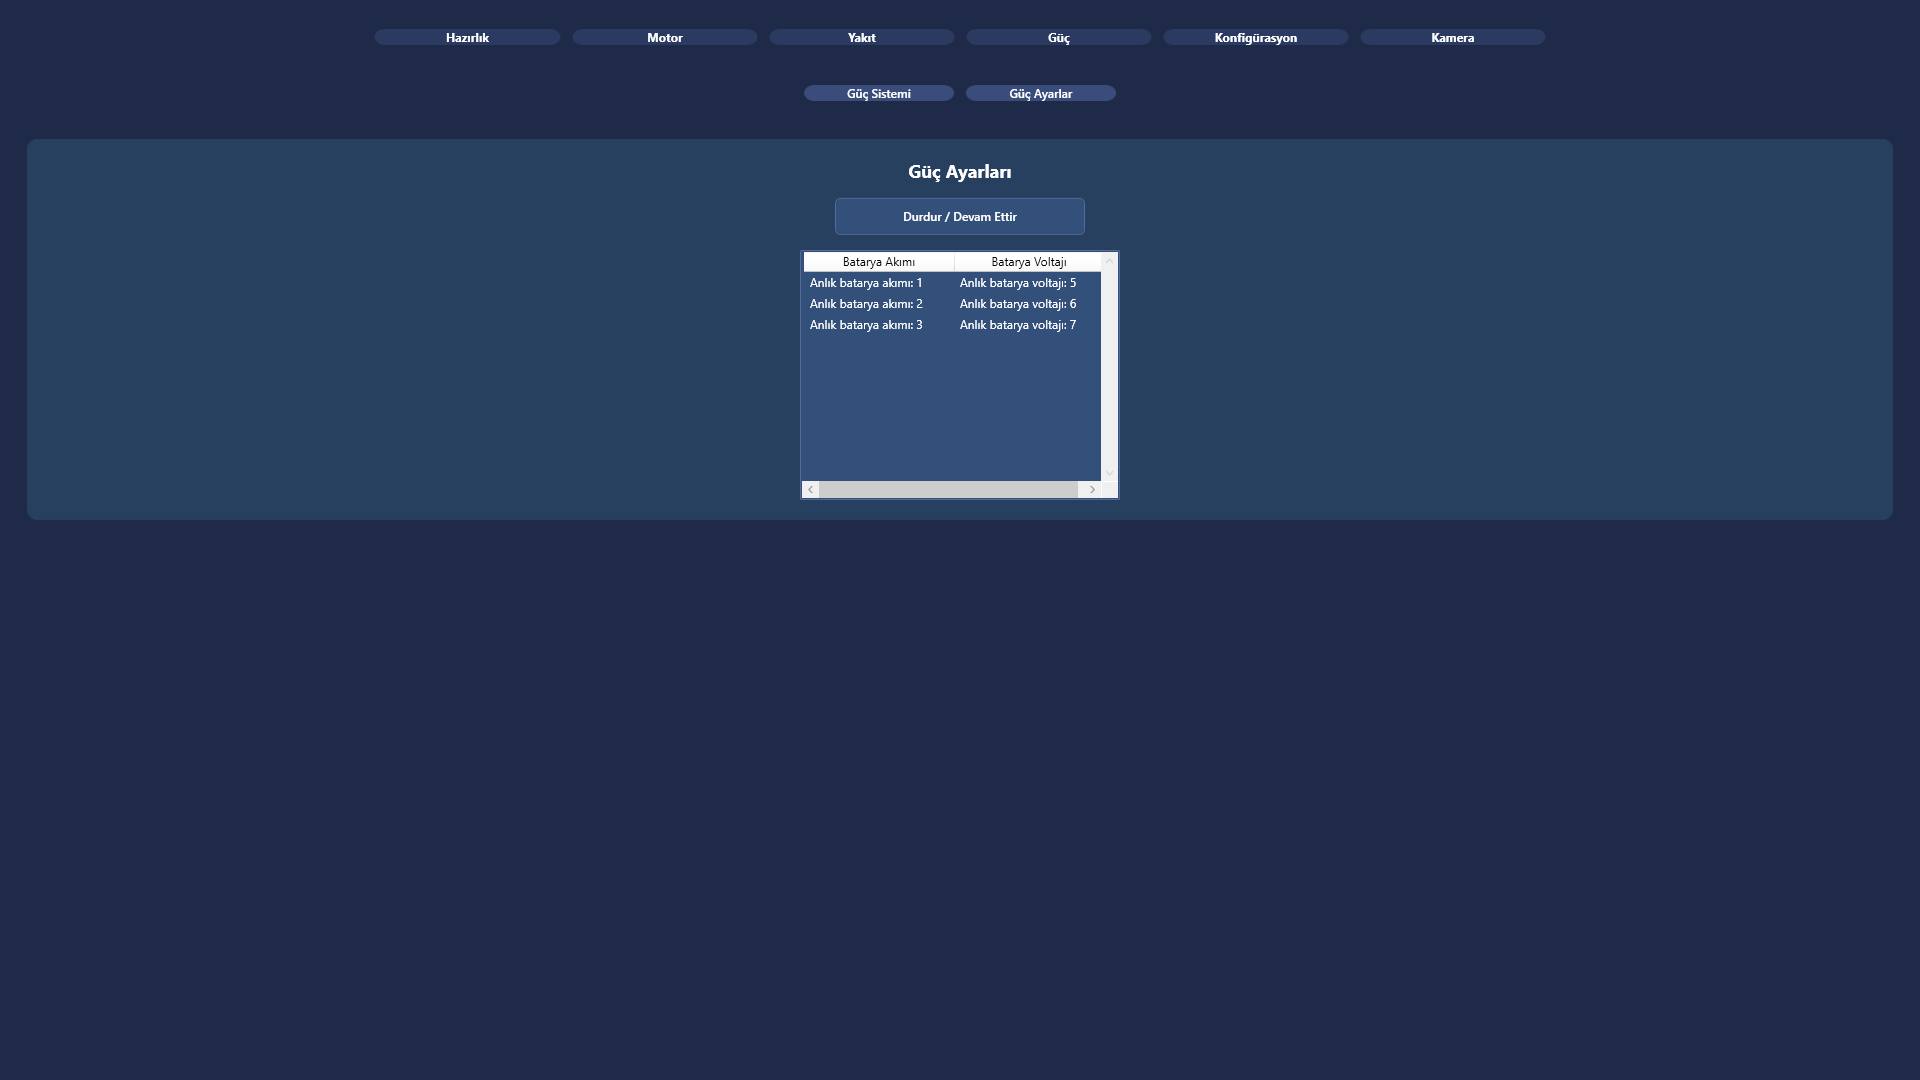 Hazırlık Motor Yakıt Güç Konfigürasyon Kamera
Güç Sistemi Güç Ayarlar
Güç Ayarları
Durdur / Devam Ettir
Batarya Akımı Batarya Voltajı
Anlık batarya akımı: 1 Anlık batarya voltajı: 5
Anlık batarya akımı: 2 Anlık batarya voltajı: 6
Anlık batarya akımı: 3 Anlık batarya voltajı: 7